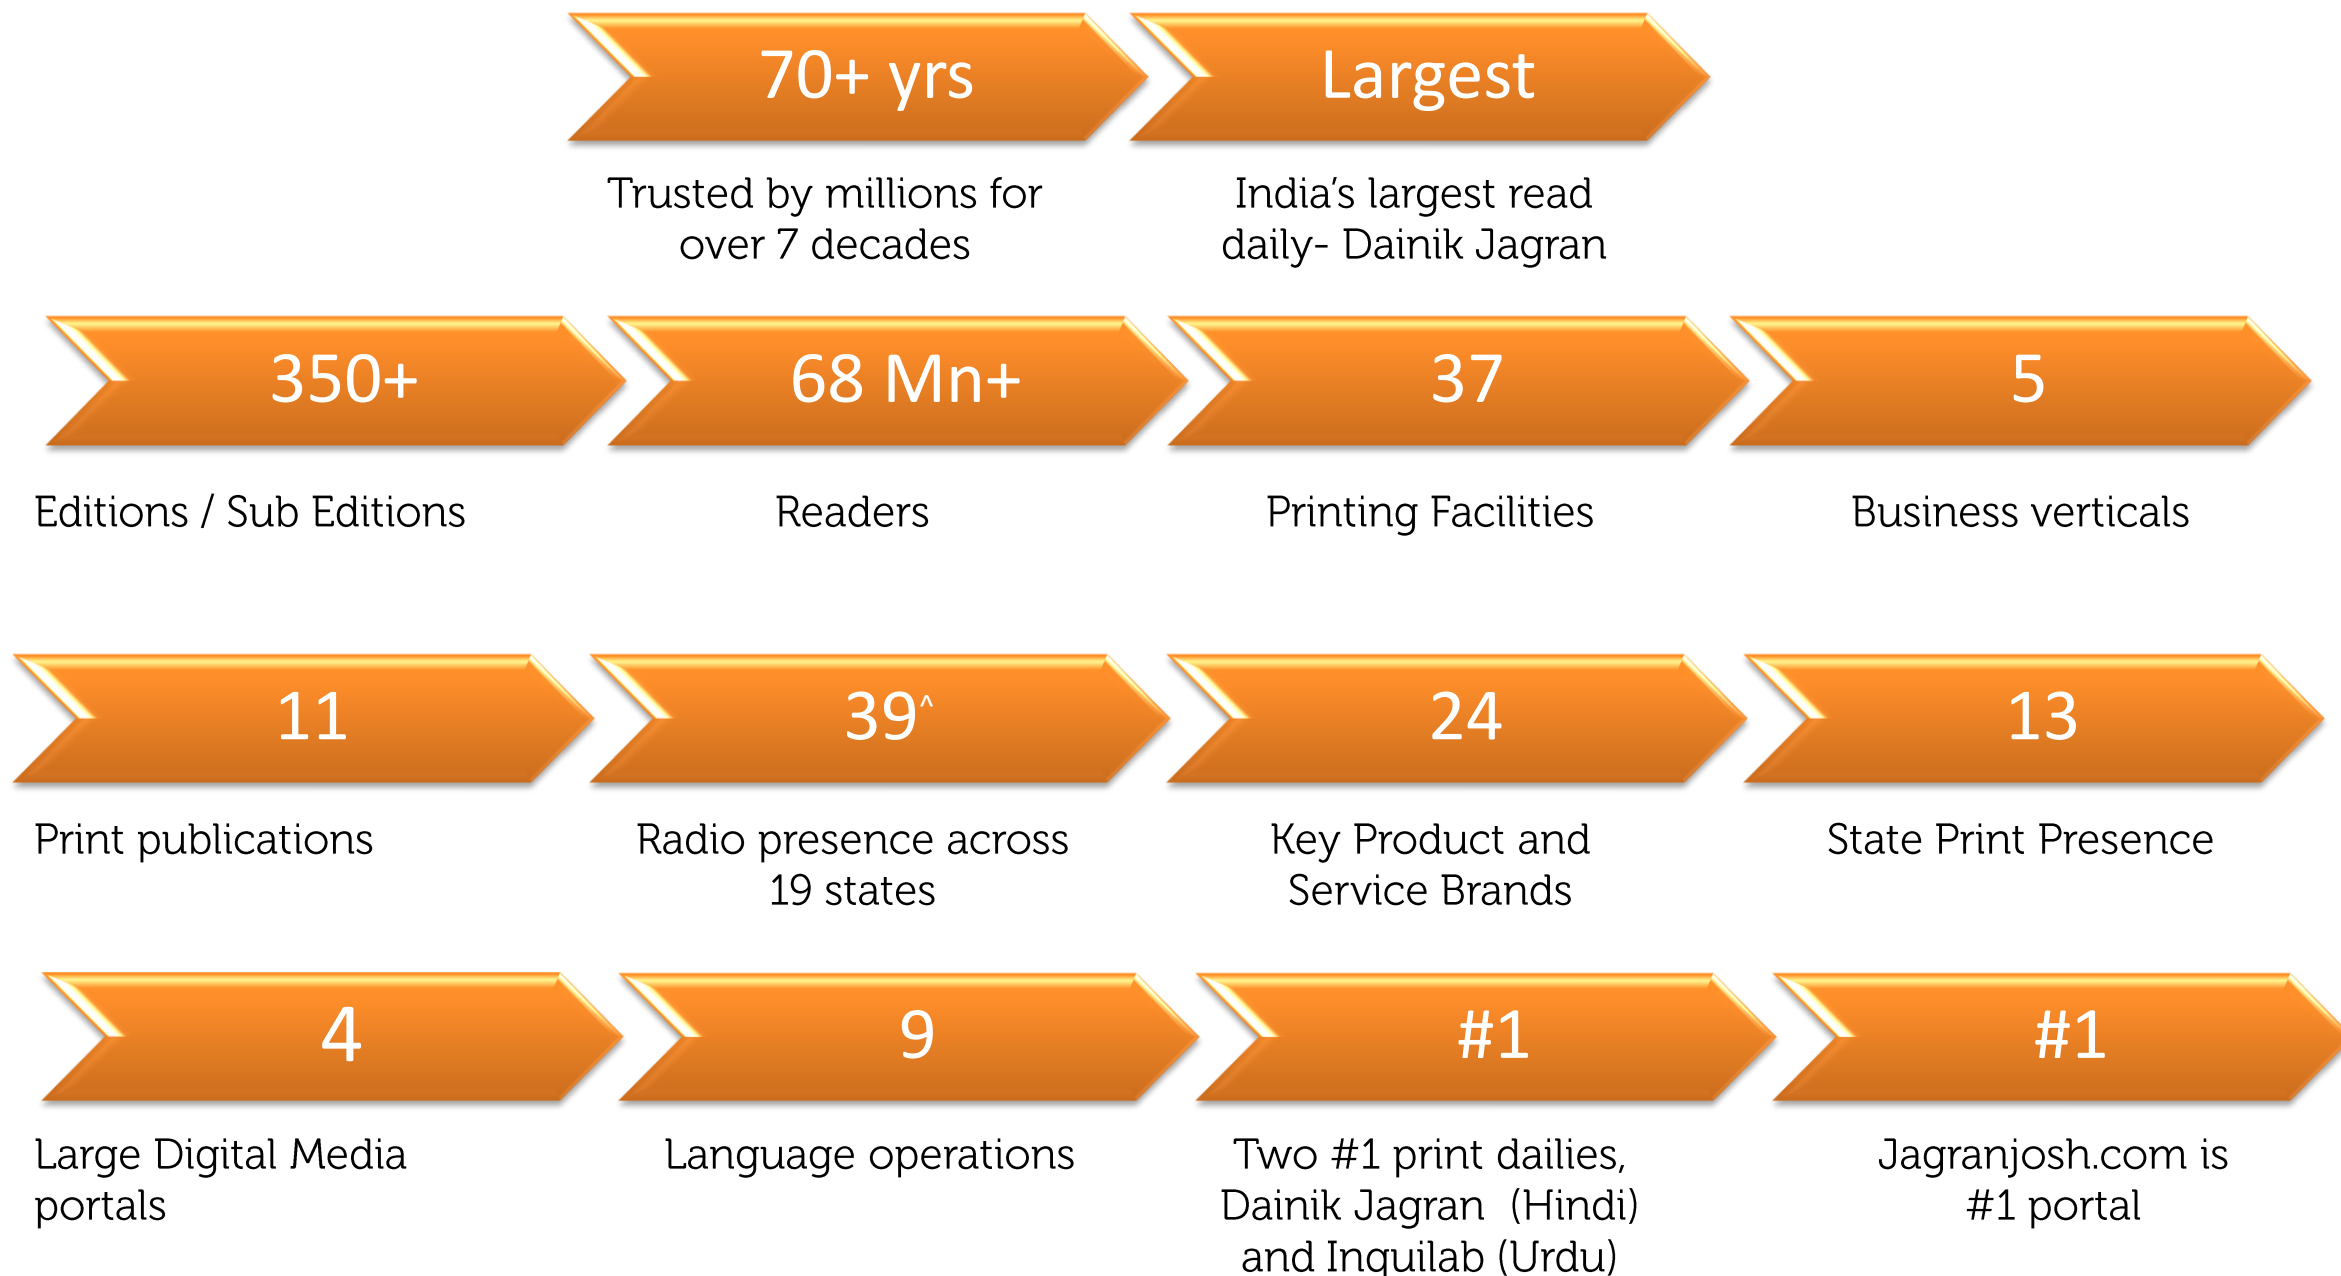 70+ yrs
Largest
Trusted by millions for
over 7 decades
India's largest read
daily- Dainik Jagran
350+
68 Mn+
37
5
Editions / Sub Editions
Readers
Printing Facilities
Business verticals
11
39^
24
13
Print publications
Radio presence across
19 states
Key Product and
Service Brands
State Print Presence
4
9
#1
#1
Large Digital Media
portals
Language operations
Two #1 print dailies,
Dainik Jagran (Hindi)
and Inquilab (Urdu)
Jagranjosh.com is
#1 portal